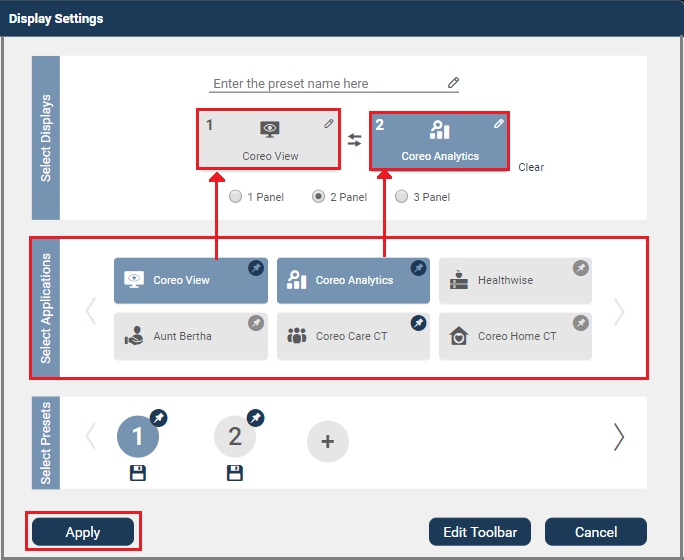 Display Settings
Select Displays
Enter the preset name here
1
Coreo View
2
Coreo Analytics
Clear
1 Panel
2 Panel
3 Panel
Select Applications
Coreo View
Coreo Analytics
Healthwise
Aunt Bertha
Coreo Care CT
Coreo Home CT
Select Presets
1
2
+
Apply
Edit Toolbar
Cancel